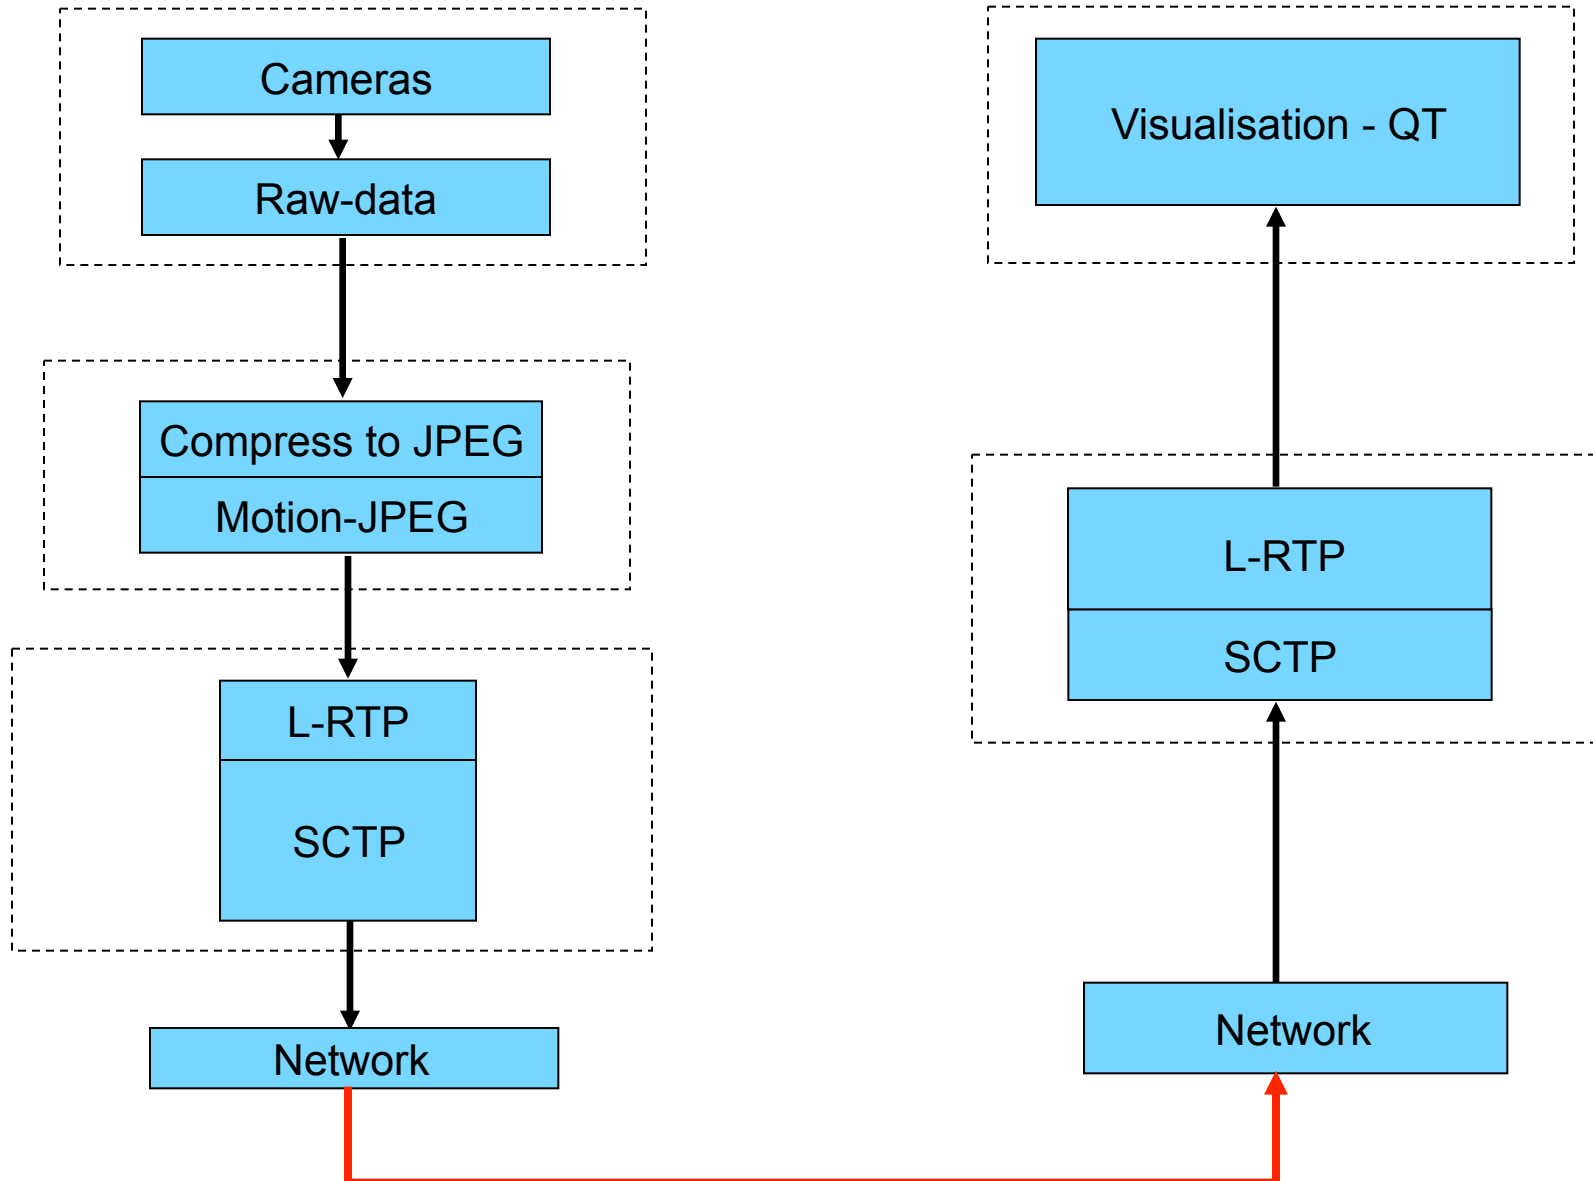 Cameras
Raw-data
Compress to JPEG
Motion-JPEG
L-RTP
SCTP
Network
Visualisation - QT
L-RTP
SCTP
Network